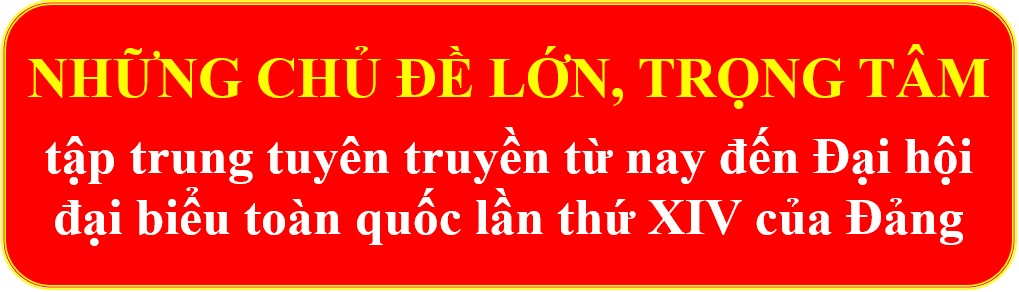 NHỮNG CHỦ ĐỀ LỚN, TRỌNG TÂM
tập trung tuyên truyền từ nay đến Đại hội
đại biểu toàn quốc lần thứ XIV của Đảng